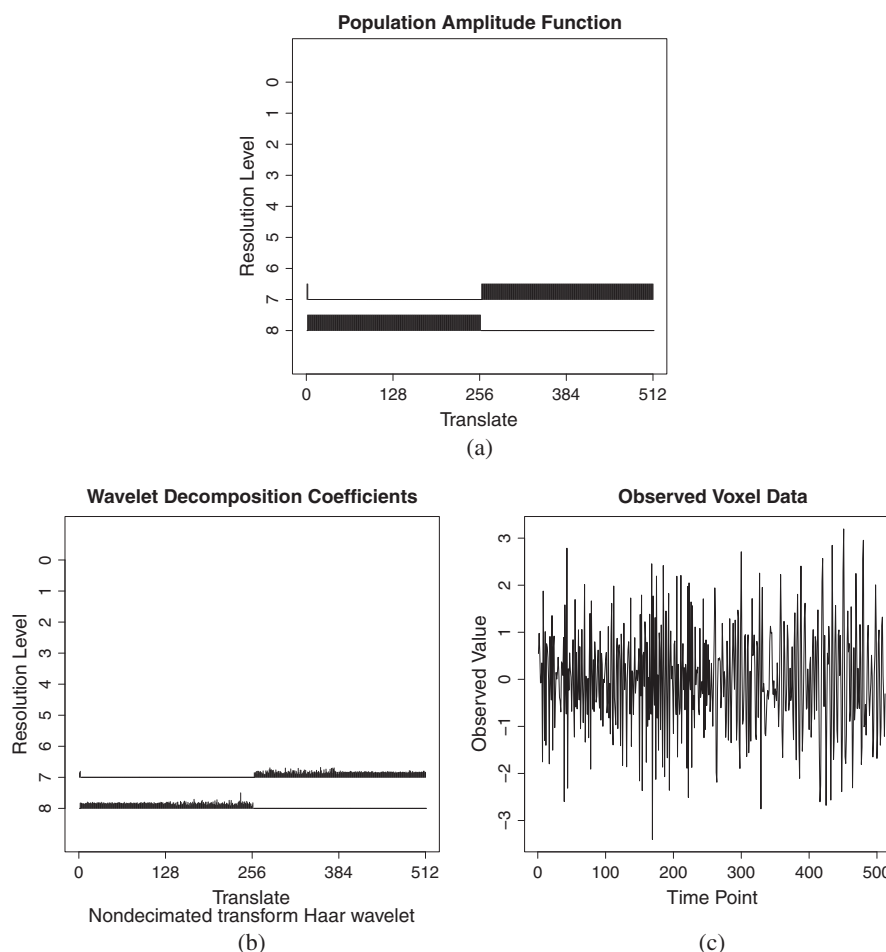 Population Amplitude Function
Resolution Level
0
1
2
3
4
5
6
7
8
0 128 256 384 512
Translate
(a)
Wavelet Decomposition Coefficients
Resolution Level
0
1
2
3
4
5
6
7
8
0 128 256 384 512
Translate
Nondecimated transform Haar wavelet
(b)
Observed Voxel Data
Observed Value
3
2
1
0
−1
−2
−3
0 100 200 300 400 500
Time Point
(c)